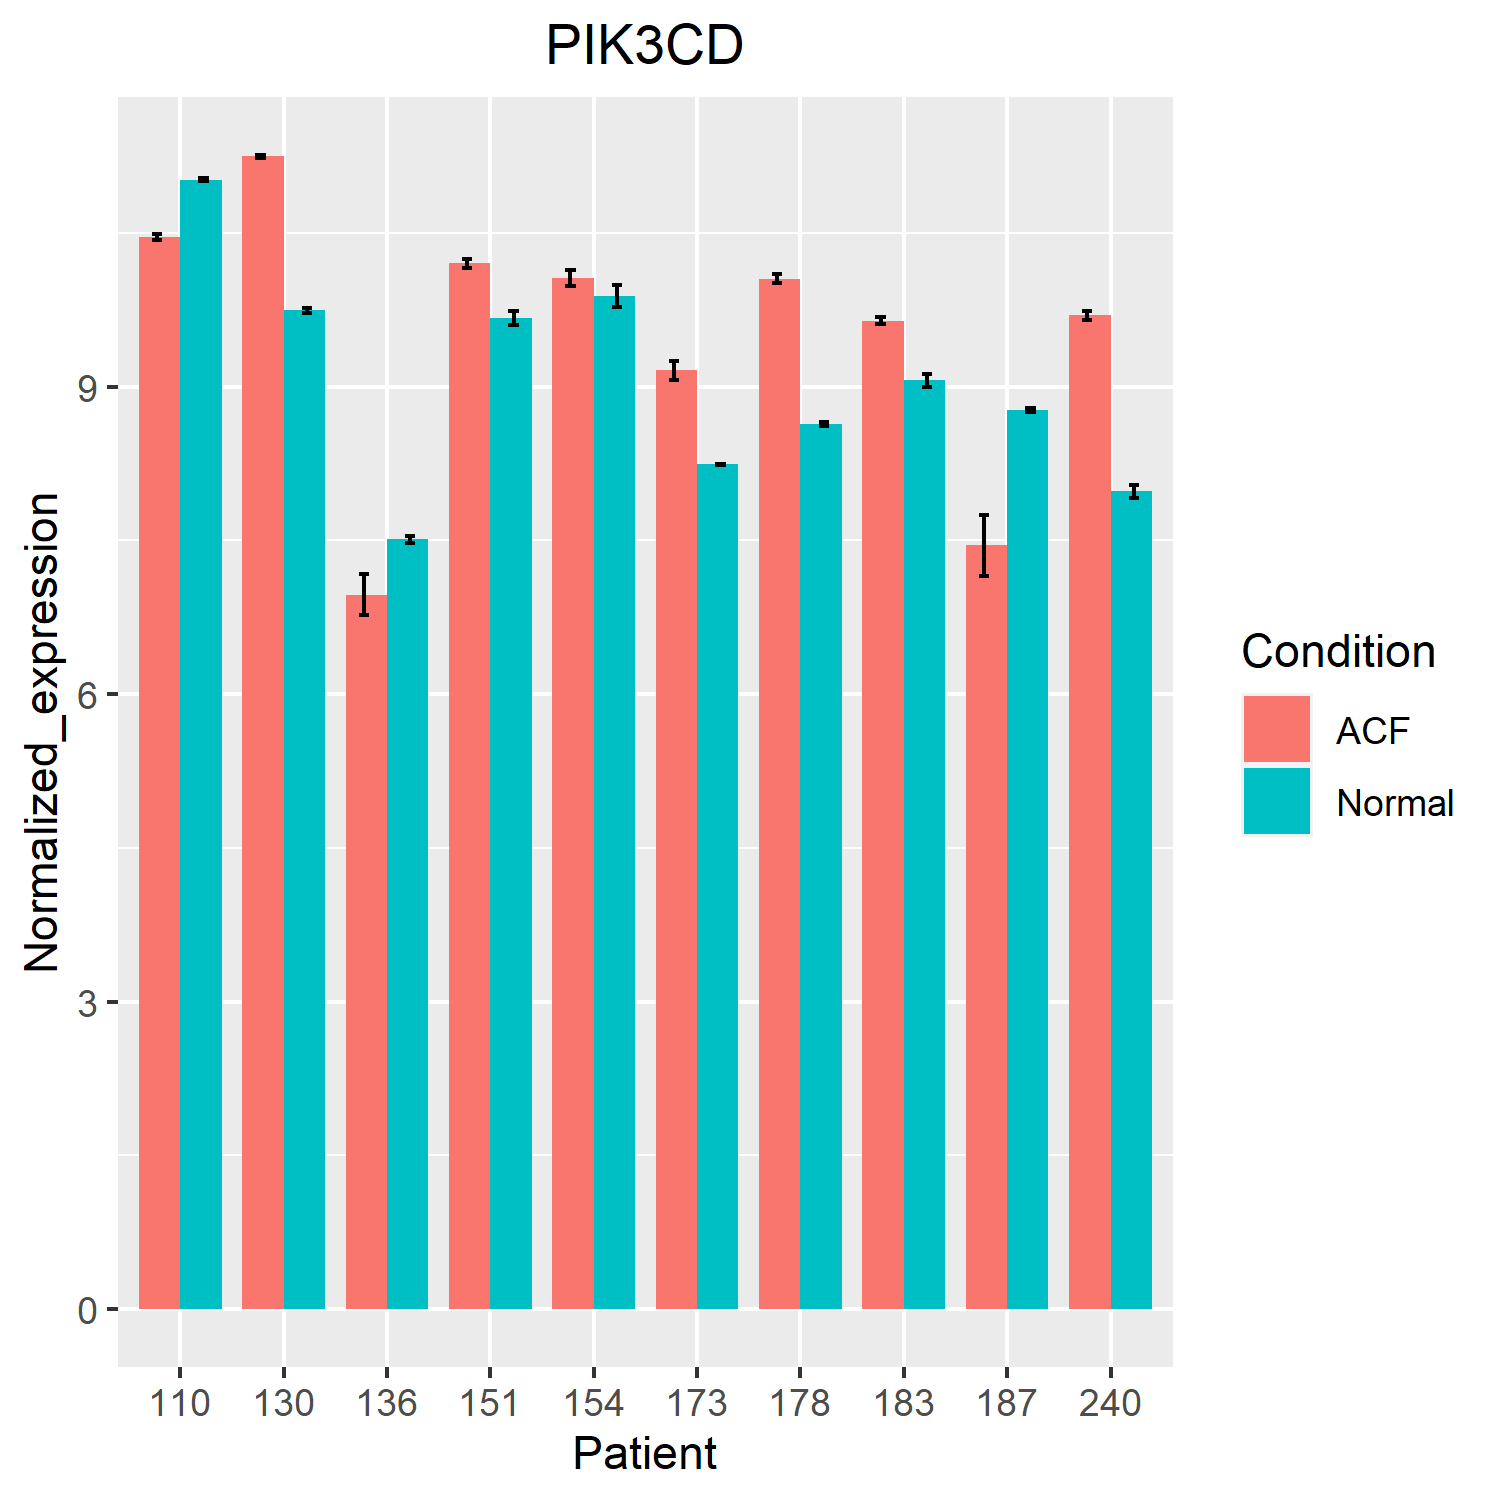 PIK3CD
Normalized_expression
9
6
3
0
110 130 136 151 154 173 178 183 187 240
Patient
Condition
ACF
Normal